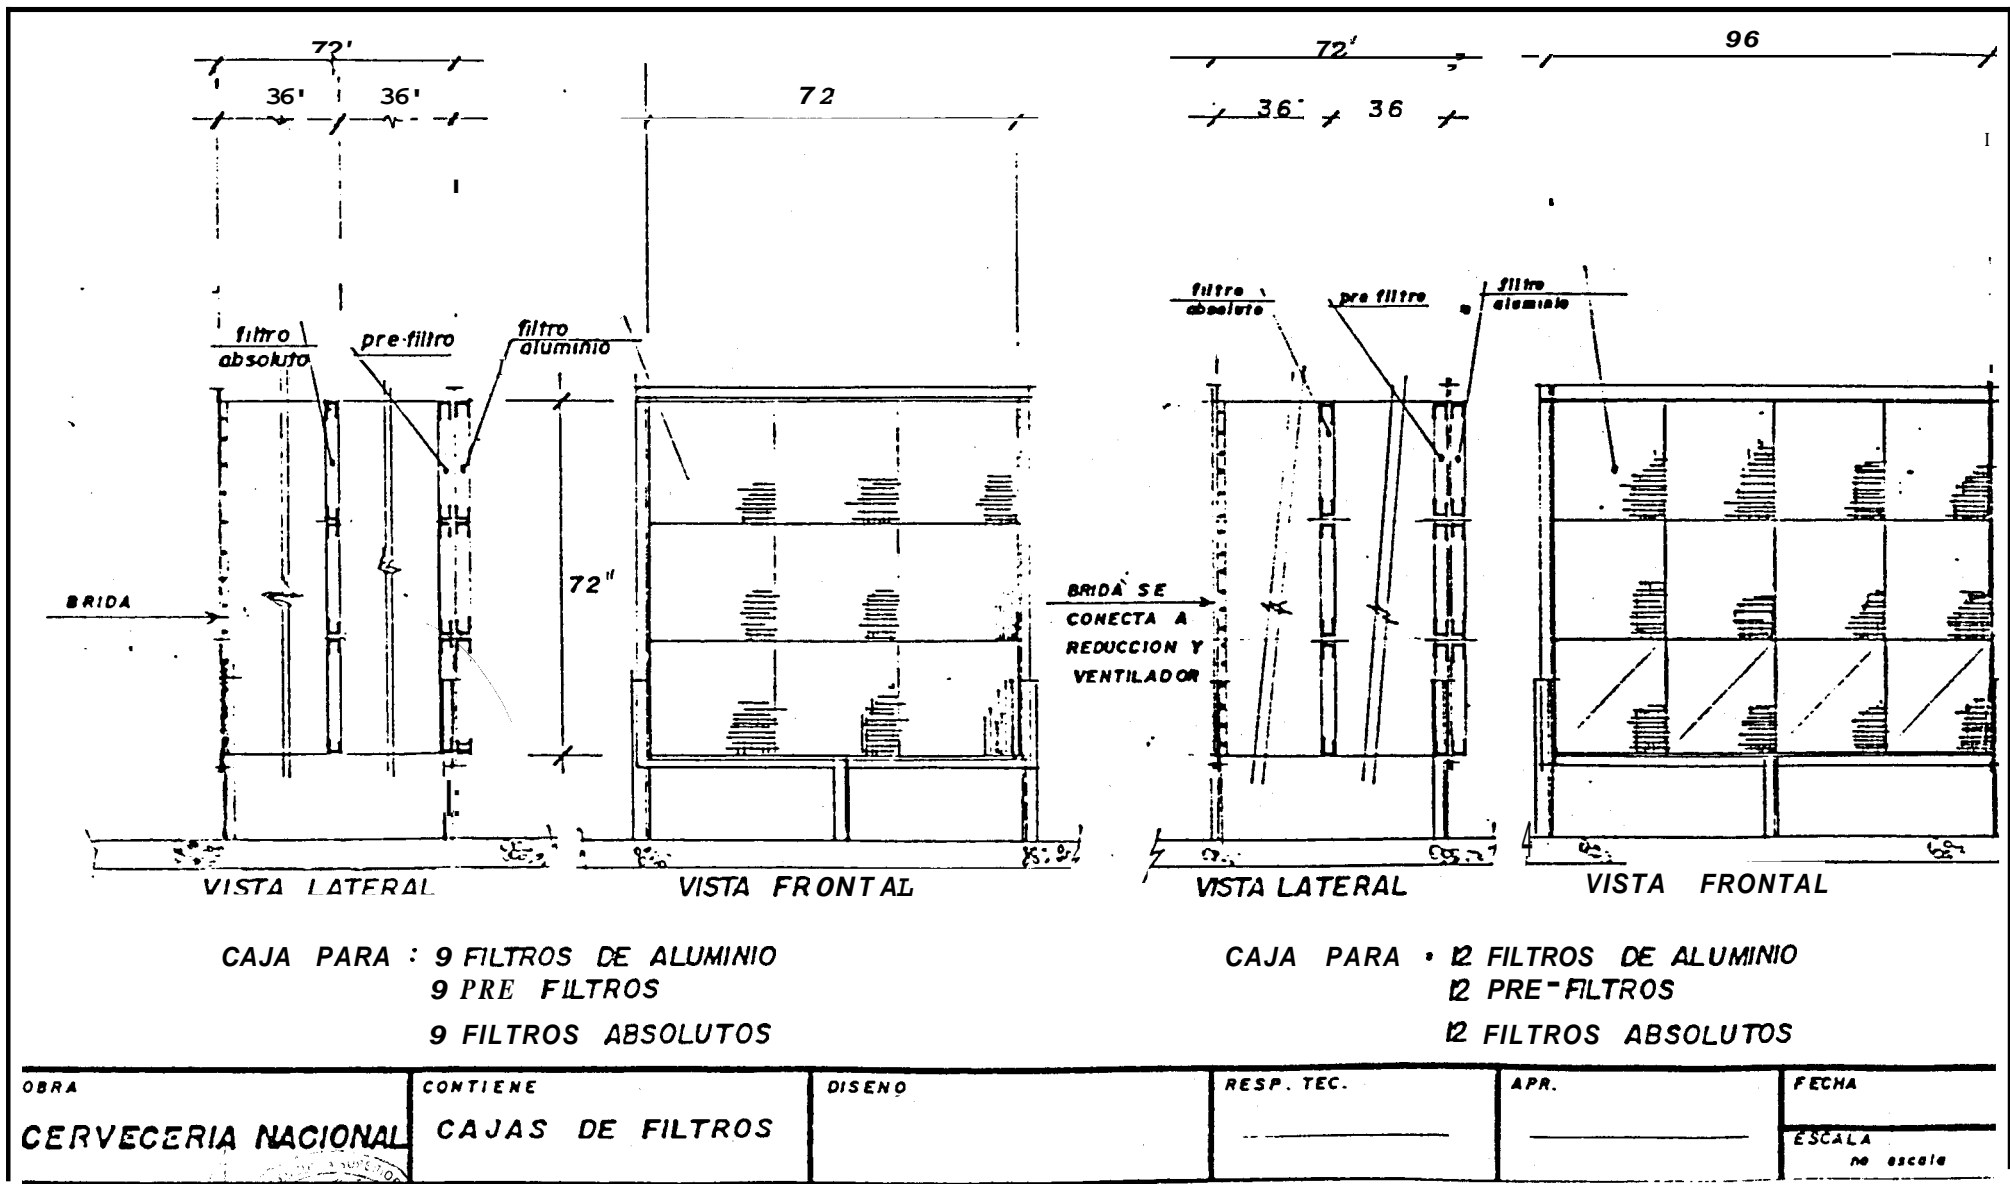 72'
36' 36'
72
72"
36" 36
96
I
filtro
absoluto
pre-filtro
filtro
aluminio
filtro
absoluto
pre filtro
filtro
aluminio
BRIDA
72"
BRIDA SE
CONECTA A
REDUCCION Y
VENTILADOR
VISTA LATERAL
VISTA FRONTAL
VISTA LATERAL
VISTA FRONTAL
CAJA PARA : 9 FILTROS DE ALUMINIO
9 PRE FILTROS
9 FILTROS ABSOLUTOS
CAJA PARA • 12 FILTROS DE ALUMINIO
12 PRE-FILTROS
12 FILTROS ABSOLUTOS
OBRA
CERVECERIA NACIONAL
CONTIENE
CAJAS DE FILTROS
DISENO
RESP. TEC.
APR.
FECHA
ESCALA
no escala